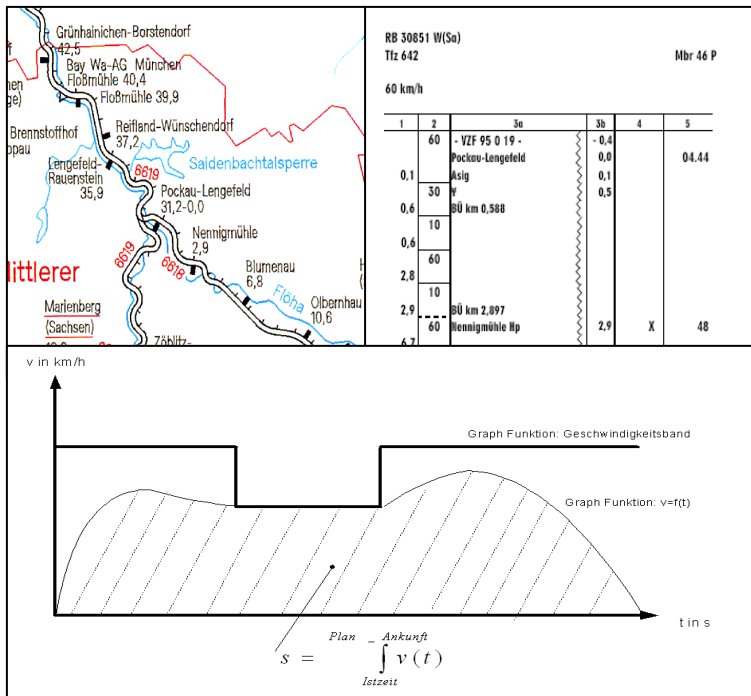 Grünhainichen-Borstendorf
42,5
Bay Wa-AG München
Floßmühle 40,4
Floßmühle 39,9
Brennstoffhof
Reifland-Wünschendorf
37,2
Saidenbachtalsperre
Lengefeld-
Rauenstein
35,9
6619
Pockau-Lengefeld
31,2-0,0
Nennigmühle
2,9
6619
6618
ittlerer
Blumenau
6,8
Flöha
Olbernhau
10,6
Marienberg
(Sachsen)
Zöblitz-
RB 30851 W(Sa)
Tfz 642 Mbr 46 P
60 km/h
1 2 3a 3b 4 5
60 - VZF 95 0 19 - - 0,4
Pockau-Lengefeld 0,0 04.44
0,1 Asig 0,1
30 ¥ 0,5
0,6 BÜ km 0,588
10
0,6
60
2,8
10
2,9 BÜ km 2,897
60 Nennigmühle Hp 2,9 X 48
6,7
v in km/h
Graph Funktion: Geschwindigkeitsband
Graph Funktion: v=f(t)
t in s
Plan - Ankunft
s = ∫ v (t)
Istzeit